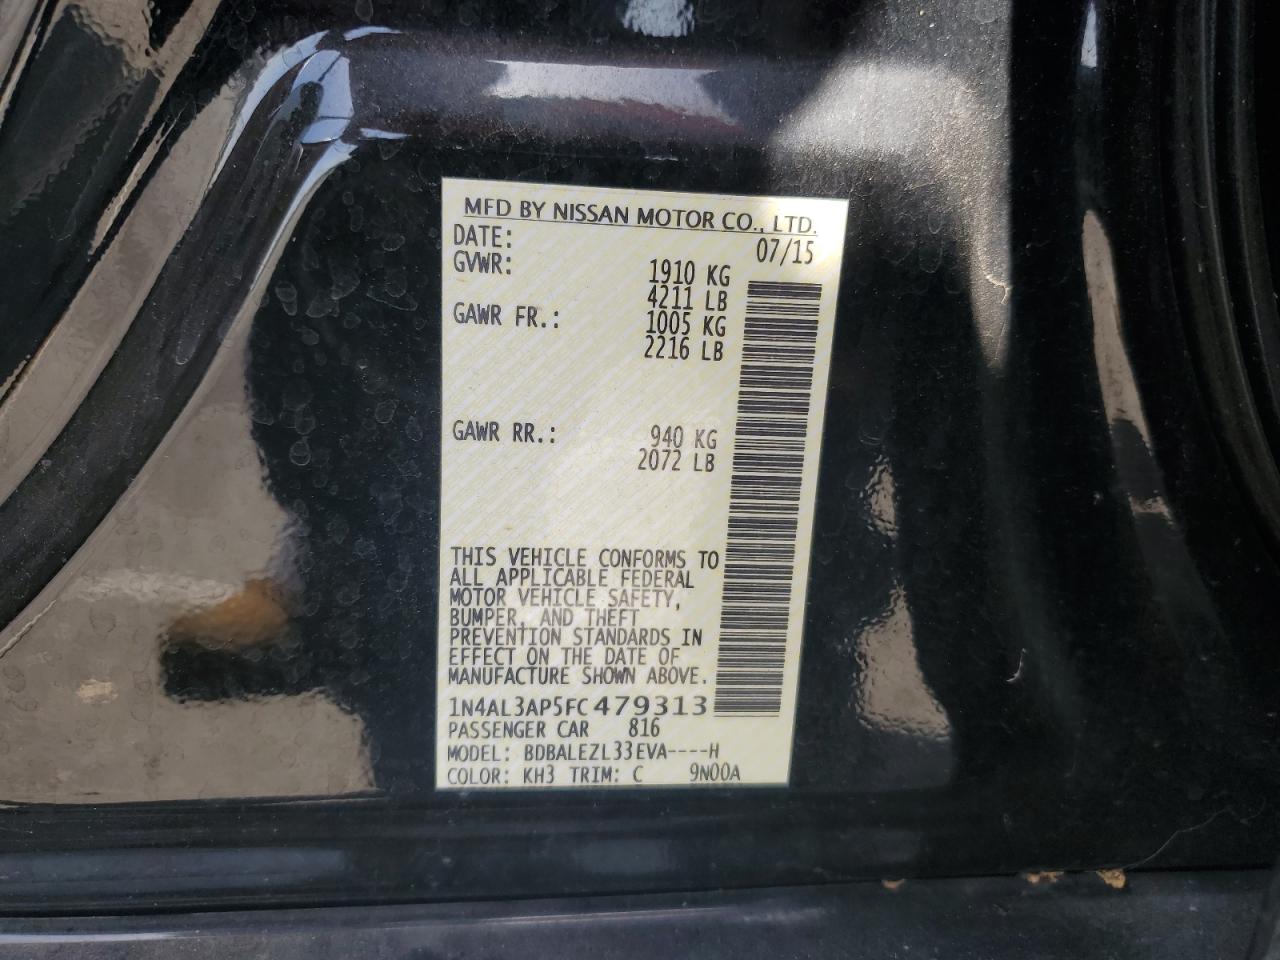 MFD BY NISSAN MOTOR CO., LTD.
DATE: 07/15
GVWR: 1910 KG
4211 LB
GAWR FR.: 1005 KG
2216 LB
GAWR RR.: 940 KG
2072 LB
THIS VEHICLE CONFORMS TO
ALL APPLICABLE FEDERAL
MOTOR VEHICLE SAFETY,
BUMPER, AND THEFT
PREVENTION STANDARDS IN
EFFECT ON THE DATE OF
MANUFACTURE SHOWN ABOVE.
1N4AL3AP5FC479313
PASSENGER CAR 816
MODEL: BDBALEZL33EVA----H
COLOR: KH3 TRIM: C 9N00A